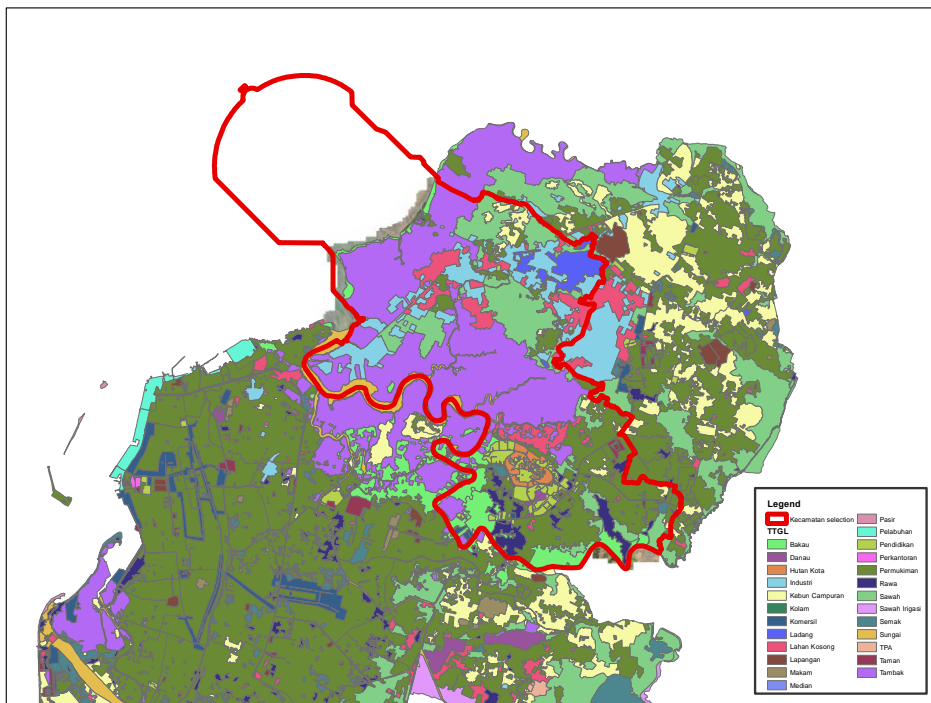 Legend
Kecamatan selection
TTGL
Bakau
Danau
Hutan Kota
Industri
Kebun Campuran
Kolam
Komersil
Ladang
Lahan Kosong
Lapangan
Makam
Median
Pasir
Pelabuhan
Pendidikan
Perkantoran
Permukiman
Rawa
Sawah
Sawah Irigasi
Semak
Sungai
TPA
Taman
Tambak